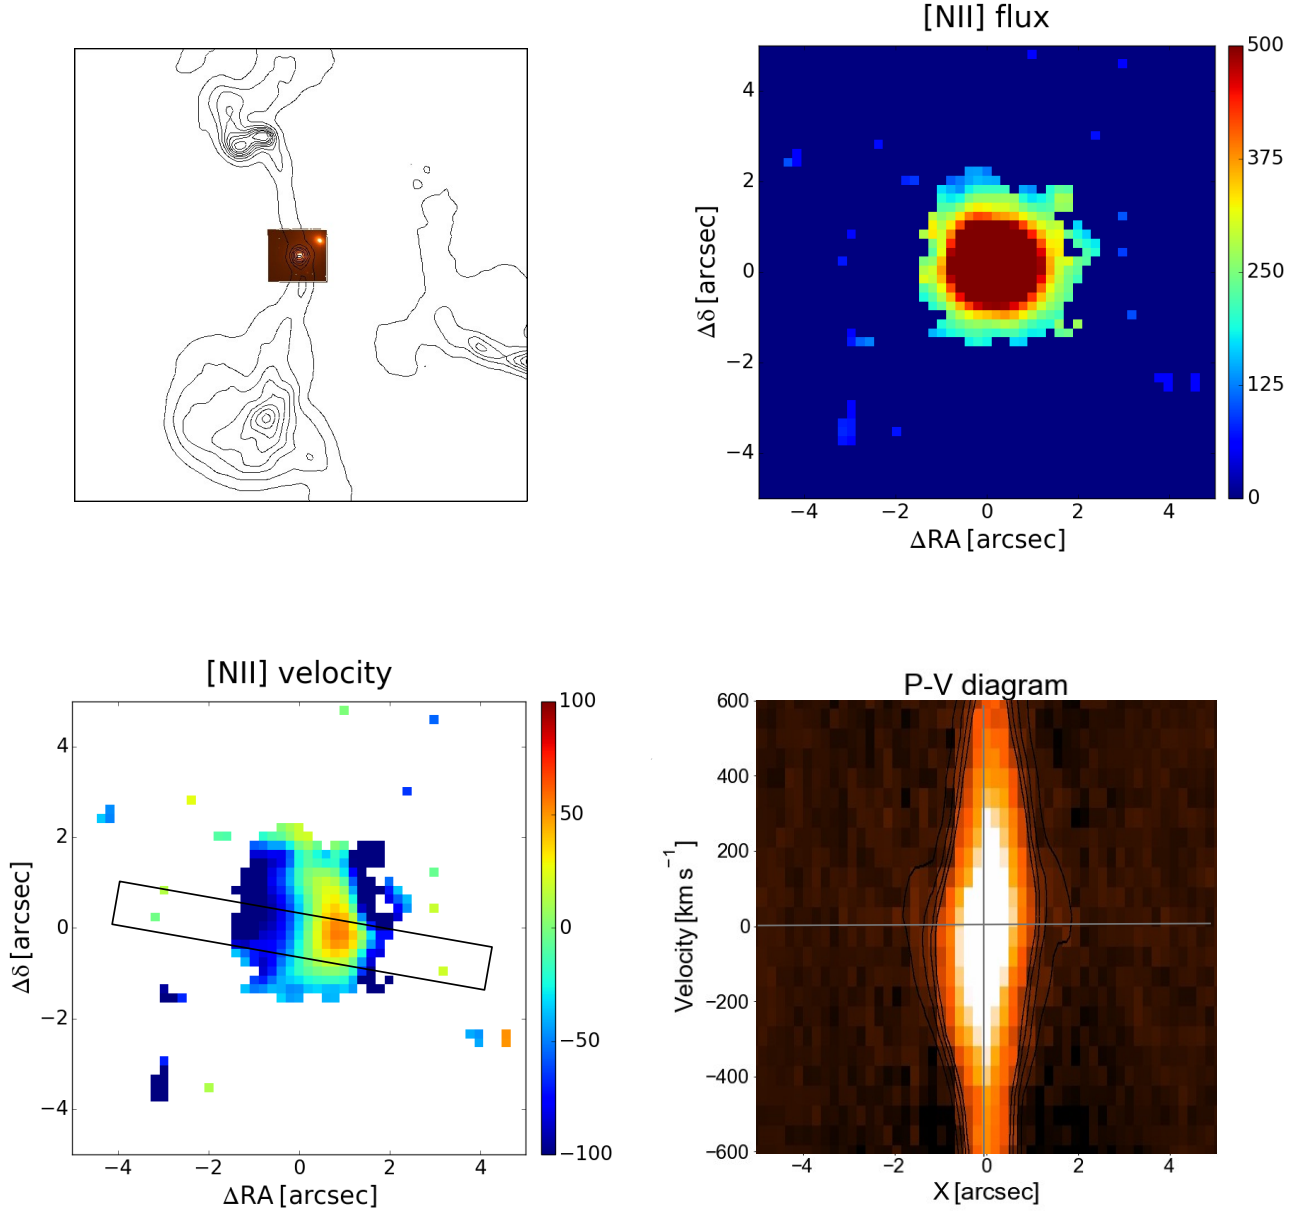 [NII] flux
4
2
0
−2
−4
Δδ [arcsec]
−4 −2 0 2 4
ΔRA [arcsec]
500
375
250
125
0
[NII] velocity
4
2
0
−2
−4
Δδ [arcsec]
−4 −2 0 2 4
ΔRA [arcsec]
100
50
0
−50
−100
P-V diagram
600
400
200
0
−200
−400
−600
Velocity [km s−1]
−4 −2 0 2 4
X [arcsec]